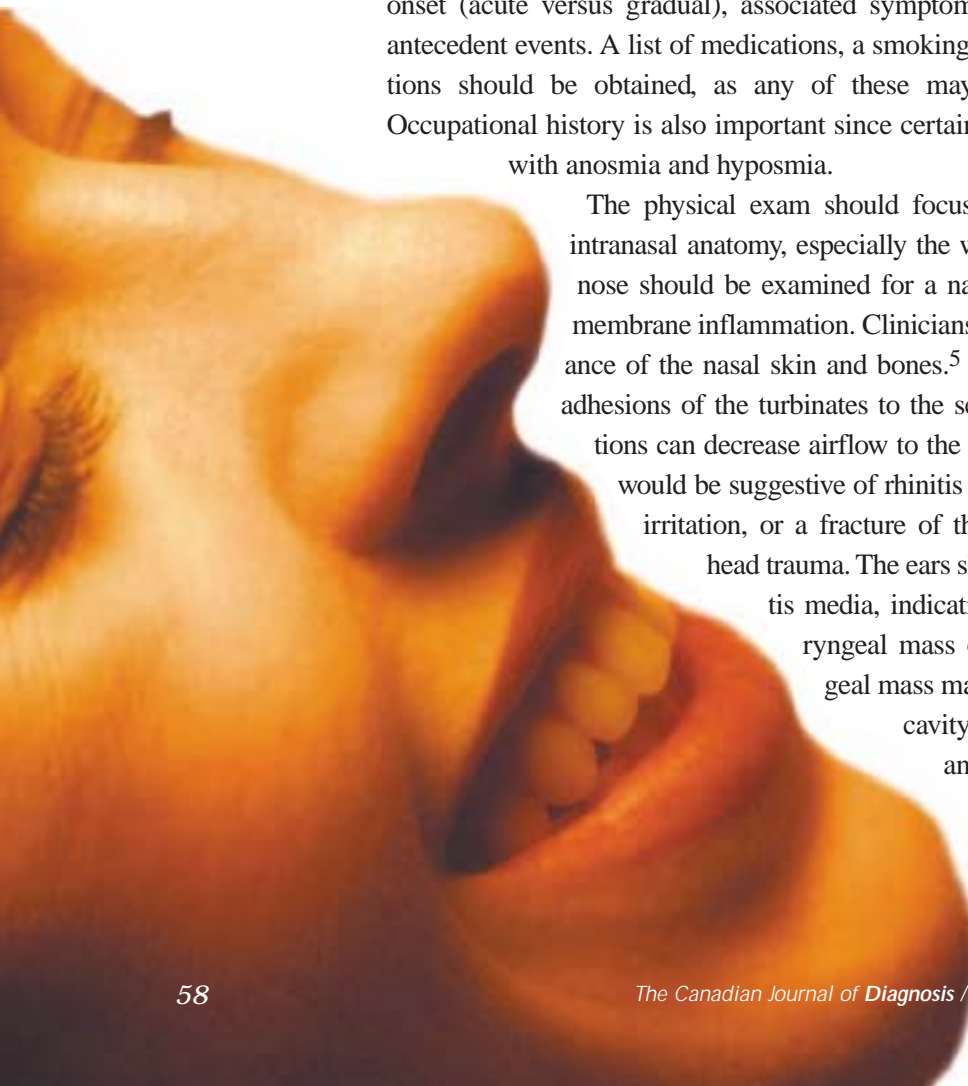 onset (acute versus gradual), associated symptom
antecedent events. A list of medications, a smoking
tions should be obtained, as any of these may
Occupational history is also important since certain
with anosmia and hyposmia.
The physical exam should focus
intranasal anatomy, especially the w
nose should be examined for a na
membrane inflammation. Clinicians
ance of the nasal skin and bones.5
adhesions of the turbinates to the se
tions can decrease airflow to the
would be suggestive of rhinitis
irritation, or a fracture of th
head trauma. The ears s
tis media, indicati
ryngeal mass
geal mass ma
cavity
an
58
The Canadian Journal of Diagnosis /